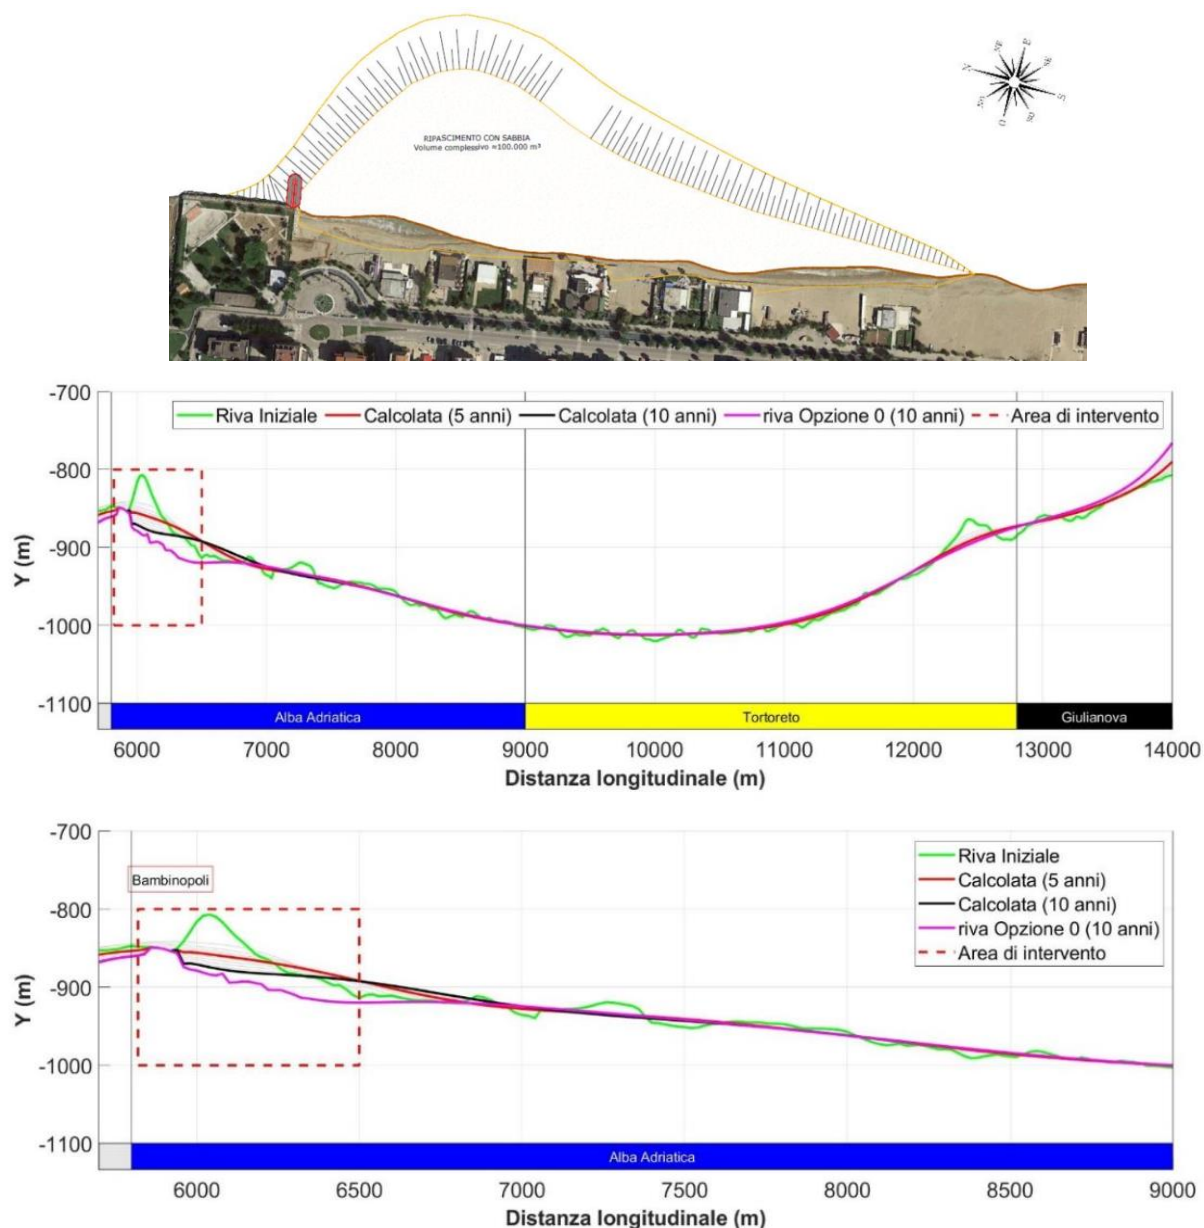 N
NE
E
SE
S
SO
O
NO
RIPASCIMENTO CON SABBIA
Volume complessivo ≈100.000 m³
-700
Riva Iniziale
Calcolata (5 anni)
Calcolata (10 anni)
riva Opzione 0 (10 anni)
Area di intervento
-800
-900
-1000
-1100
Y (m)
Alba Adriatica
Tortoreto
Giulianova
6000 7000 8000 9000 10000 11000 12000 13000 14000
Distanza longitudinale (m)
-700
Bambinopoli
Riva Iniziale
Calcolata (5 anni)
Calcolata (10 anni)
riva Opzione 0 (10 anni)
Area di intervento
-800
-900
-1000
-1100
Y (m)
Alba Adriatica
6000 6500 7000 7500 8000 8500 9000
Distanza longitudinale (m)